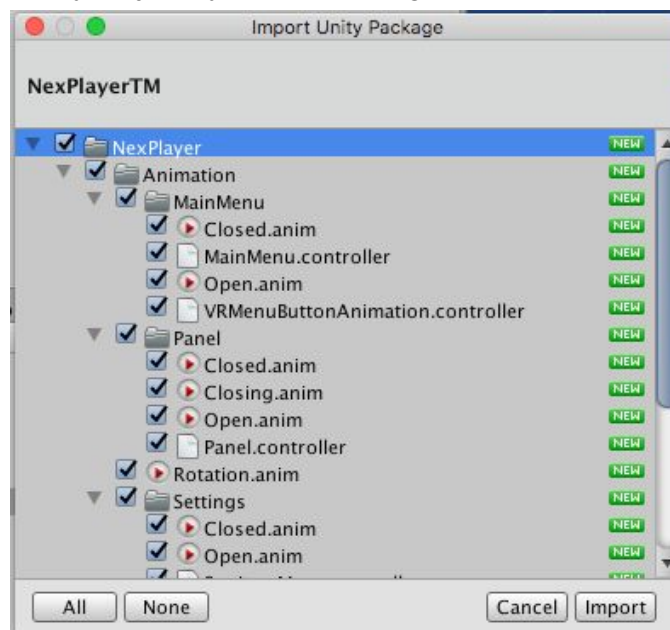 Import Unity Package
NexPlayerTM
NexPlayer NEW
Animation NEW
MainMenu NEW
Closed.anim NEW
MainMenu.controller NEW
Open.anim NEW
VRMenuButtonAnimation.controller NEW
Panel NEW
Closed.anim NEW
Closing.anim NEW
Open.anim NEW
Panel.controller NEW
Rotation.anim NEW
Settings NEW
Closed.anim NEW
Open.anim NEW
All None Cancel Import